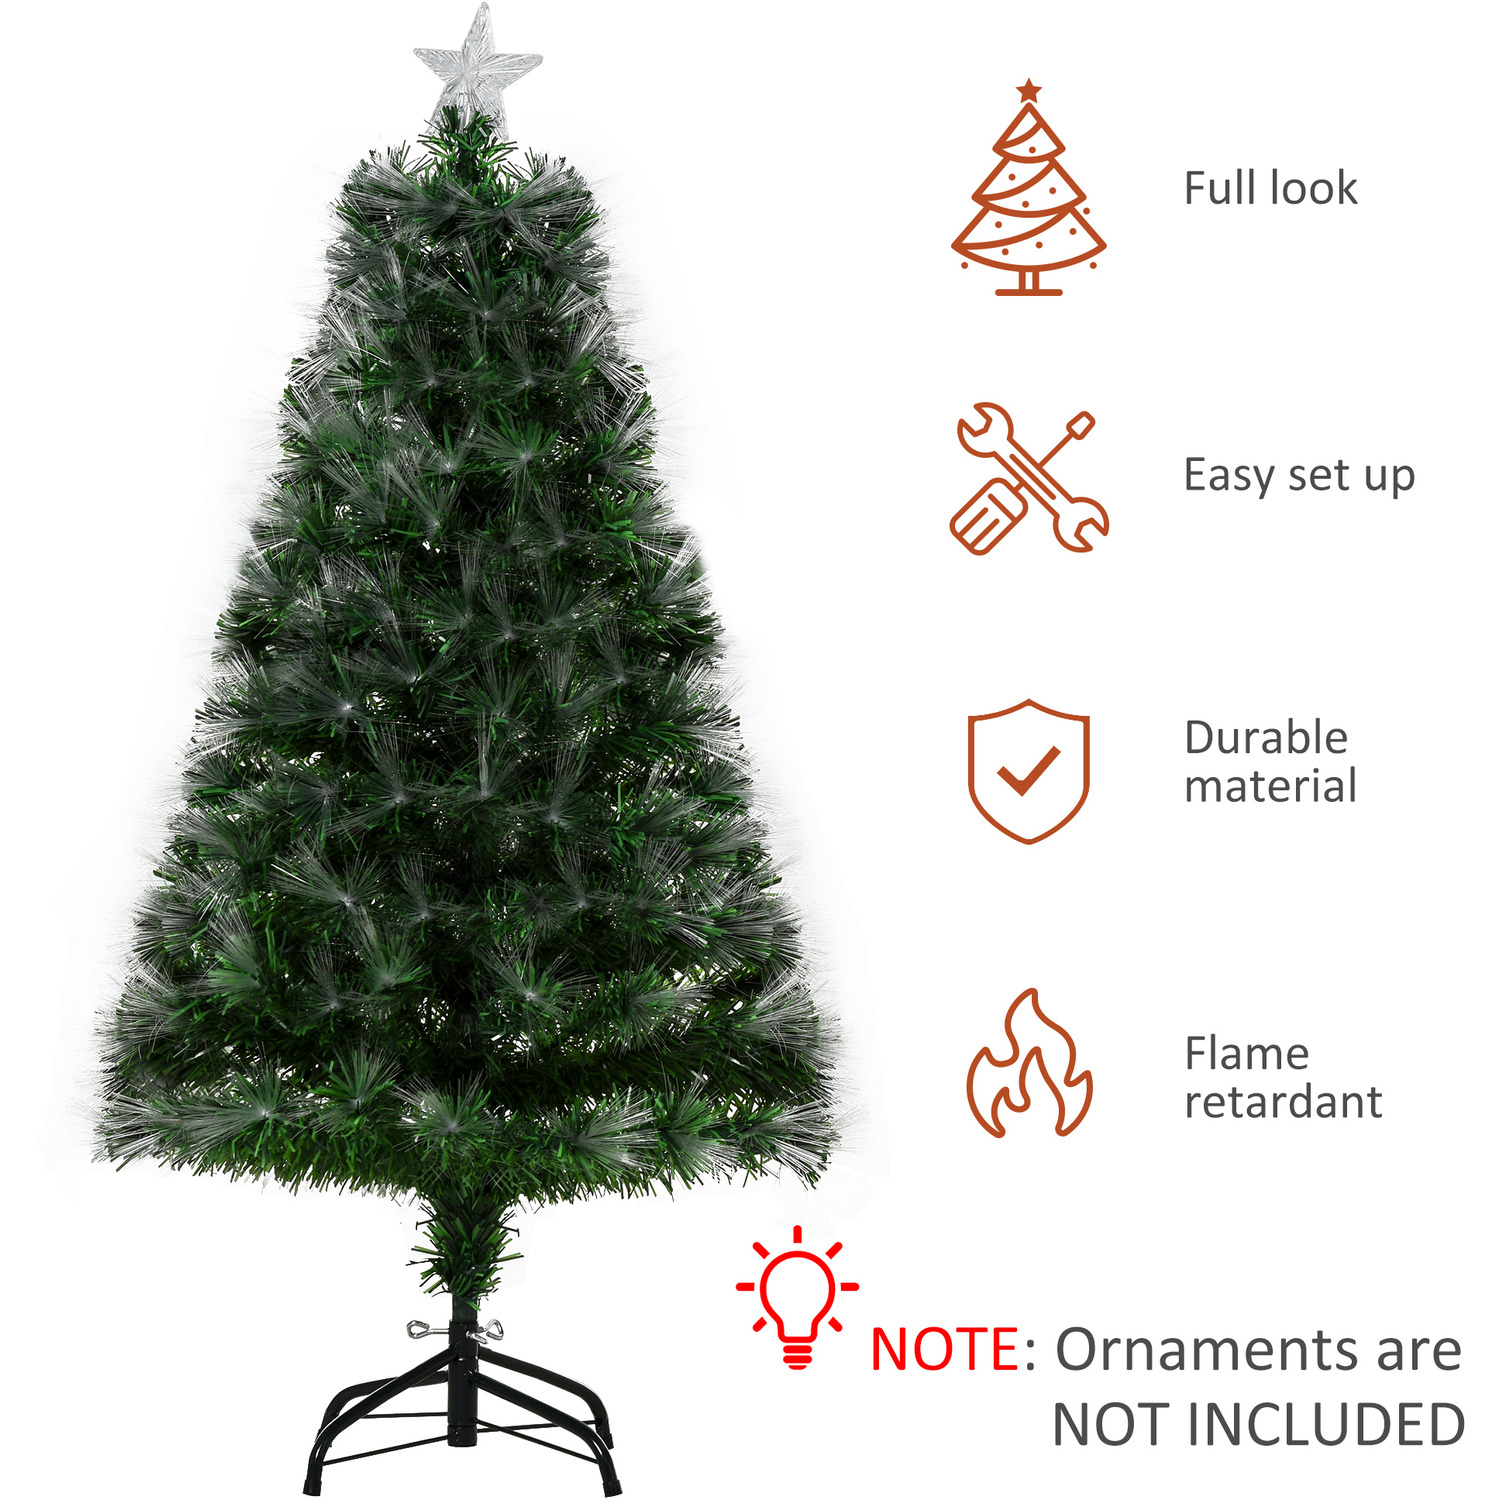 Full look
Easy set up
Durable
material
Flame
retardant
NOTE: Ornaments are
NOT INCLUDED